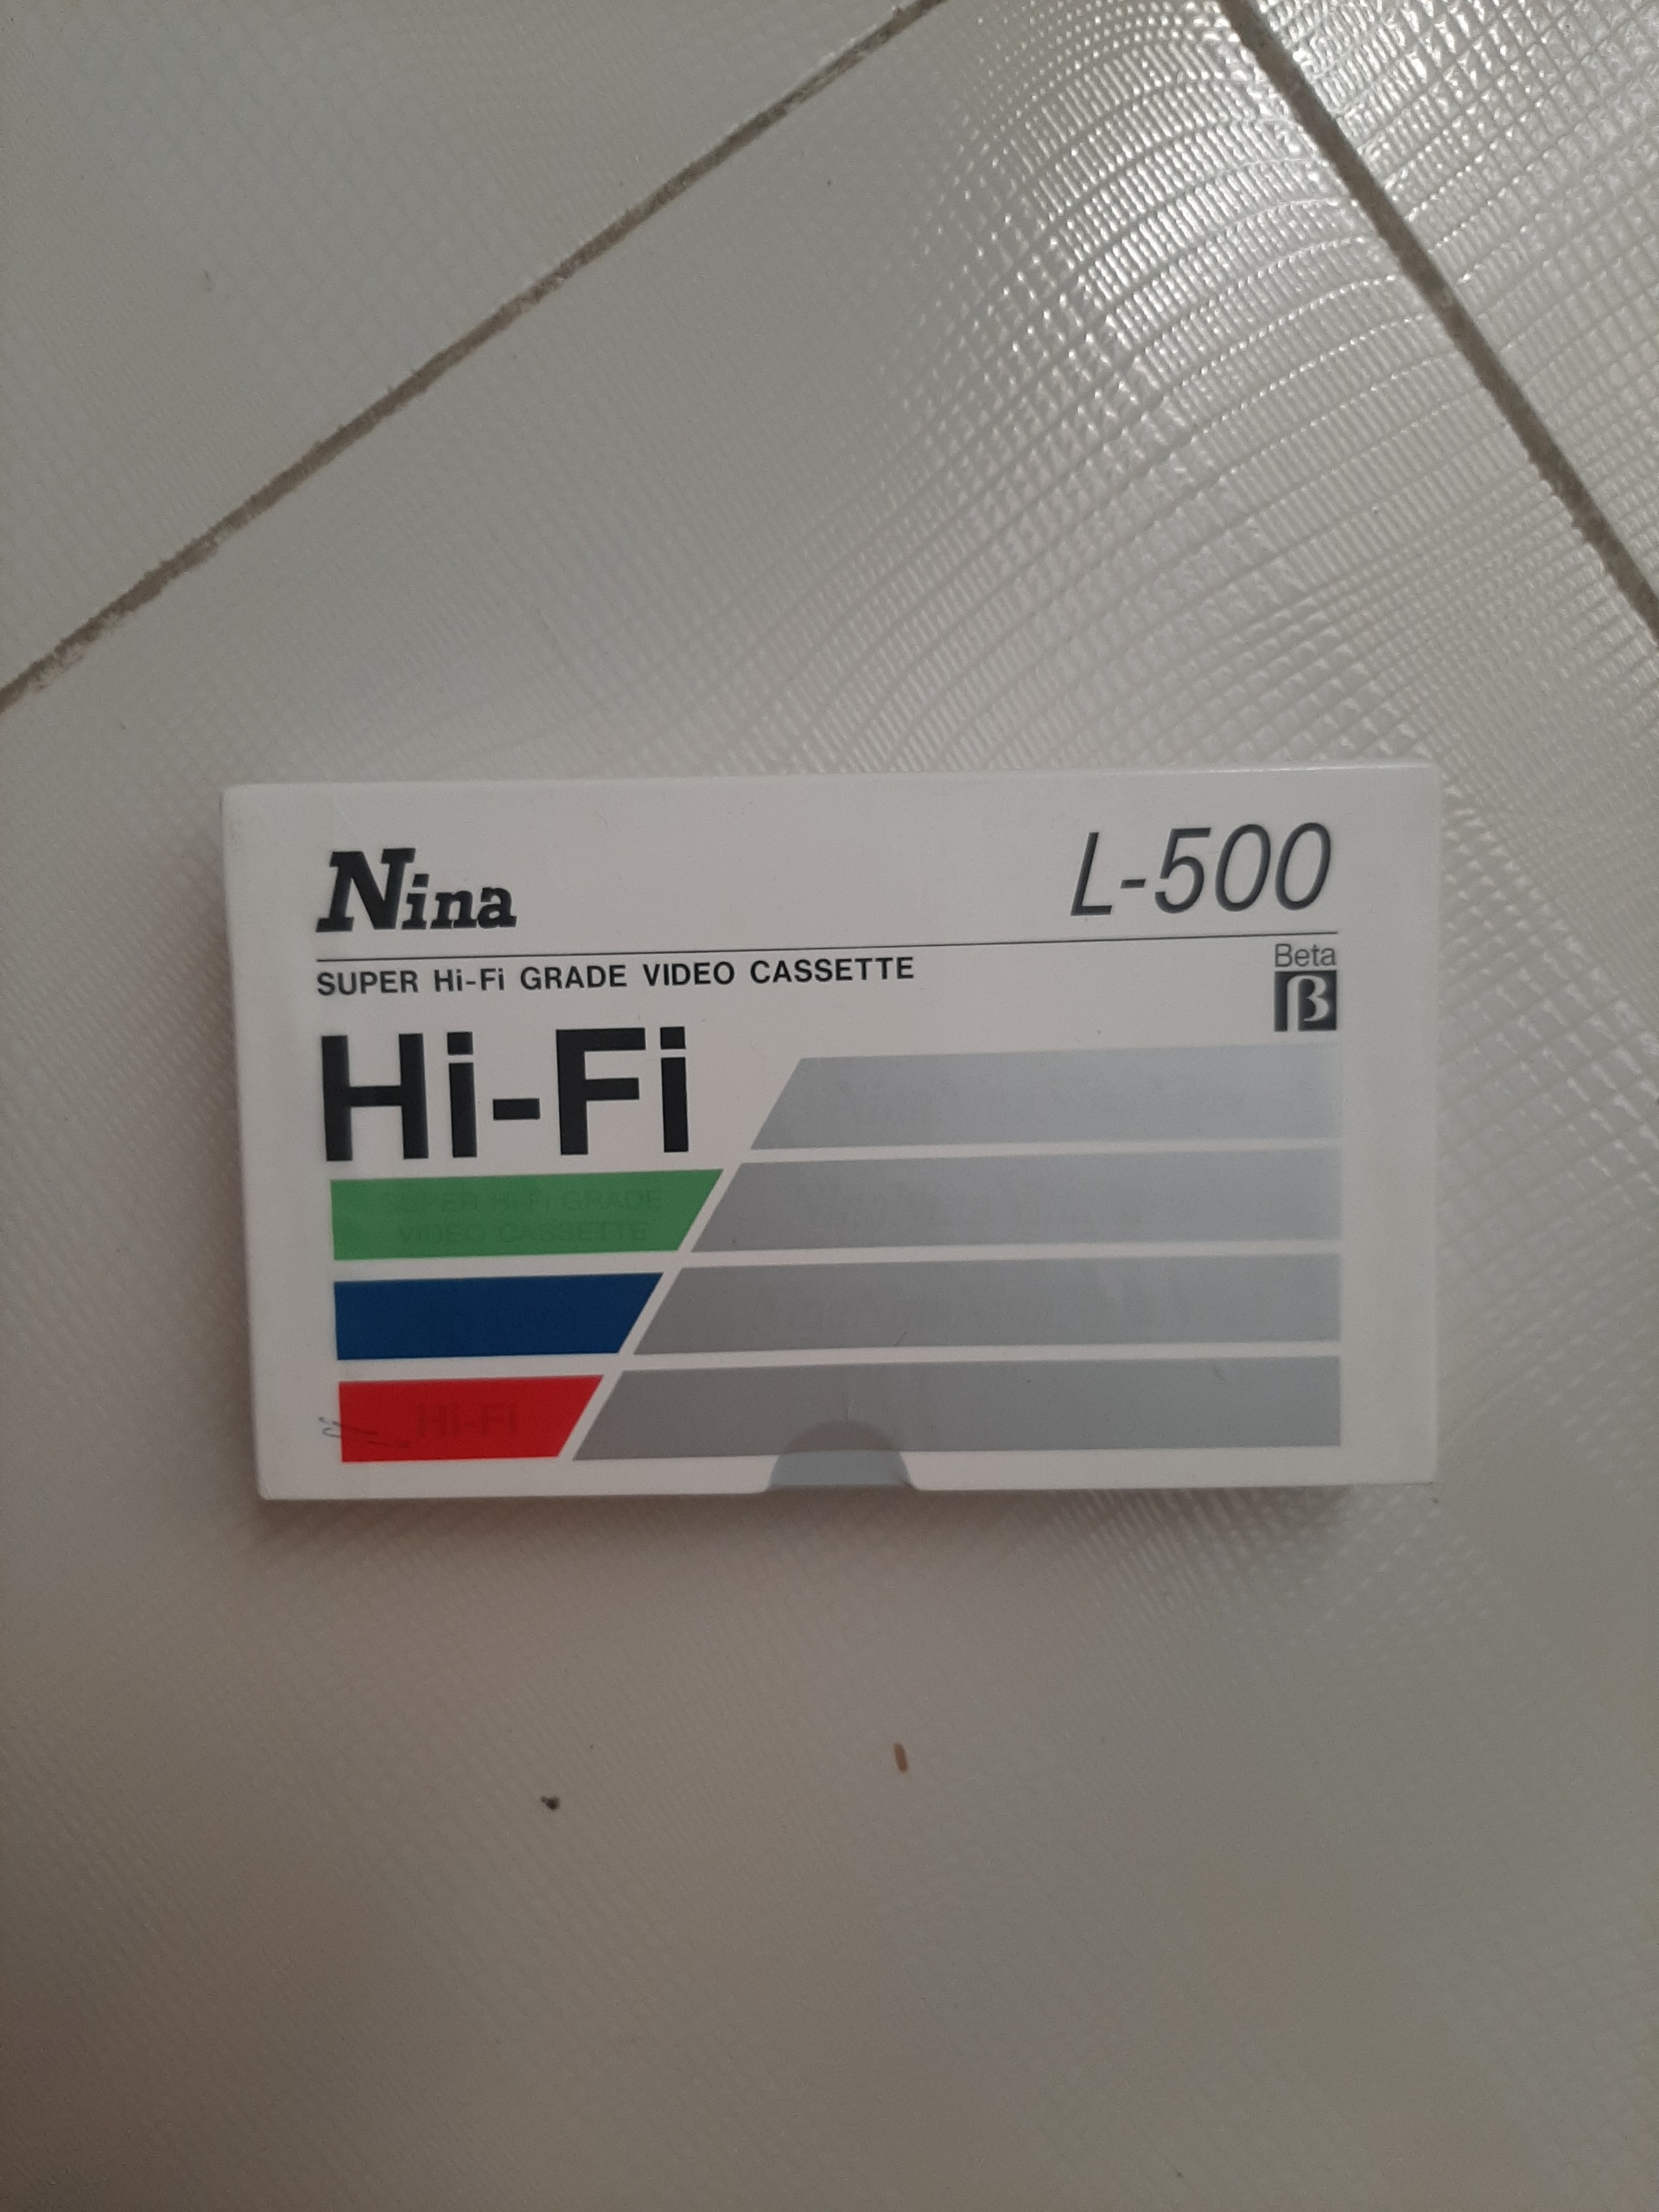 Nina
L-500
SUPER Hi-Fi GRADE VIDEO CASSETTE
Beta
β
Hi-Fi
SUPER Hi-Fi GRADE
VIDEO CASSETTE
Hi-Fi